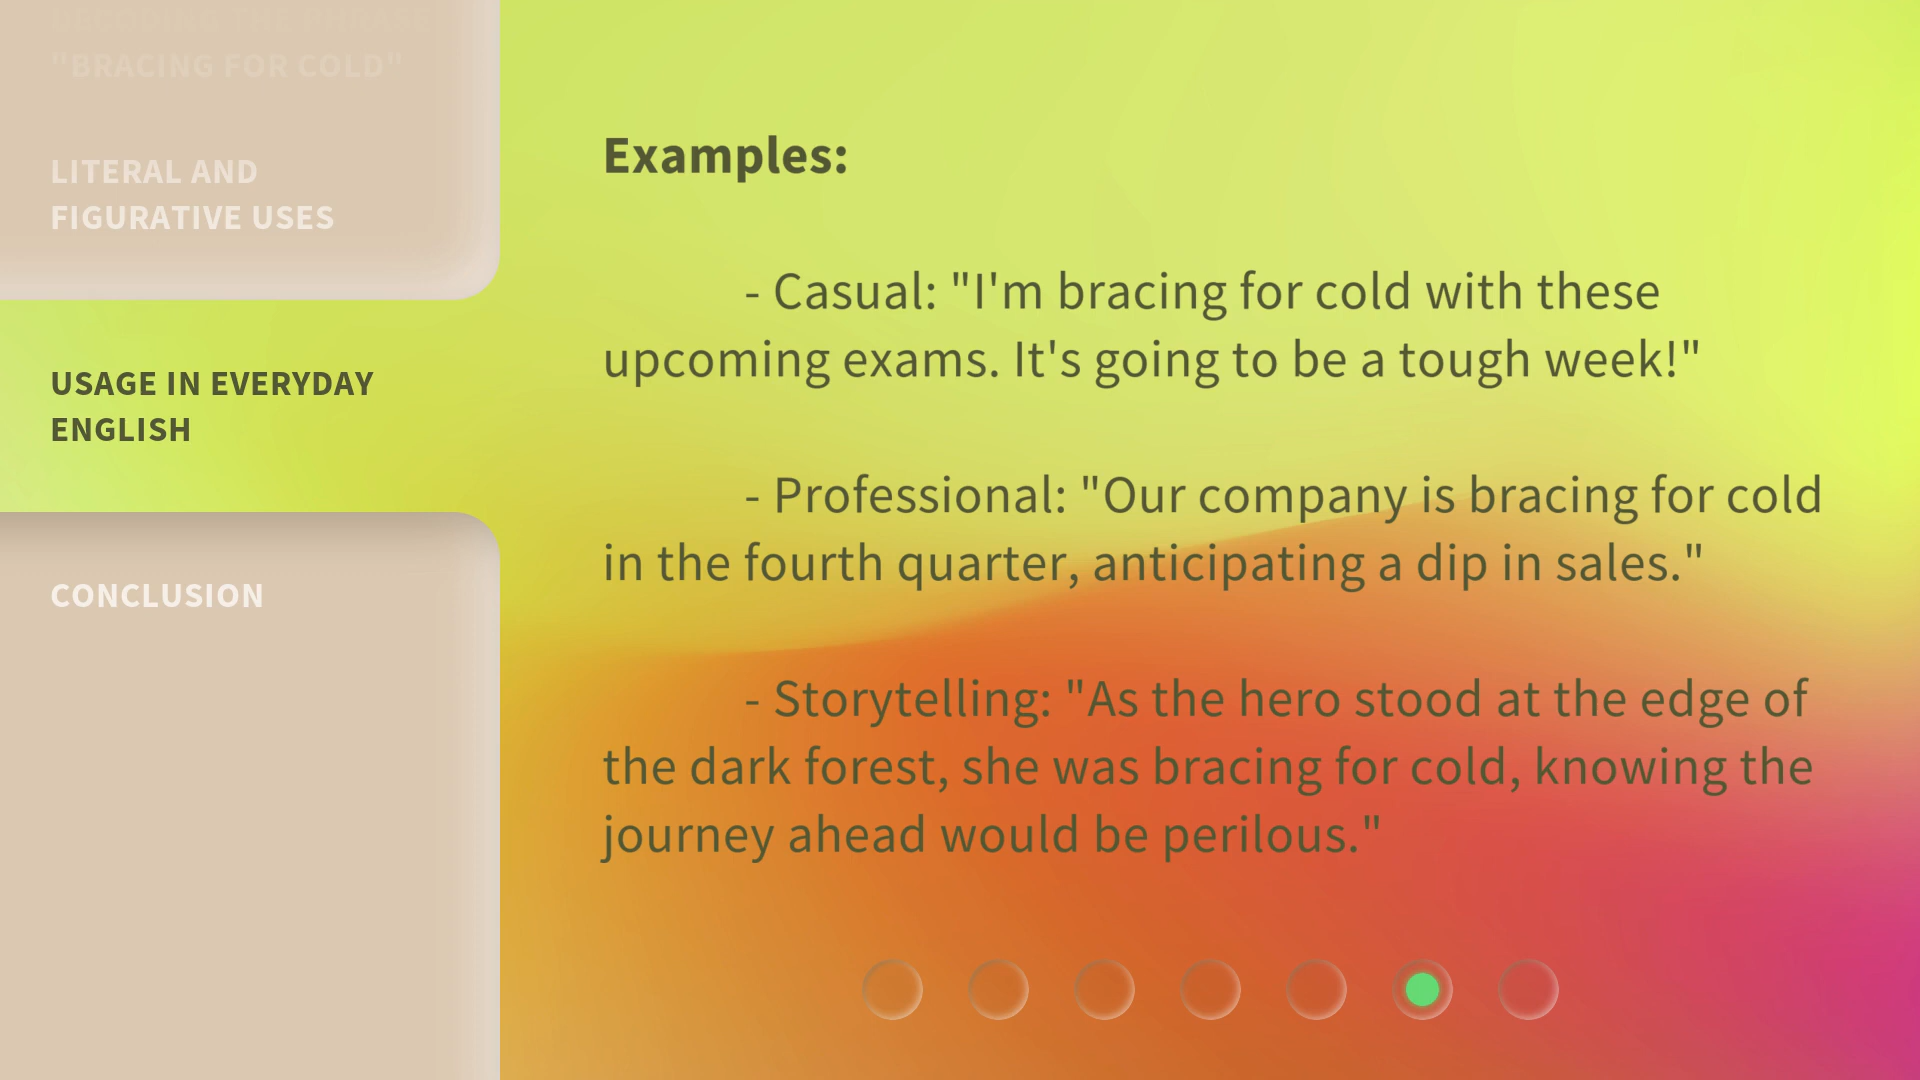 DECODING THE PHRASE
"BRACING FOR COLD"
LITERAL AND
FIGURATIVE USES
USAGE IN EVERYDAY
ENGLISH
CONCLUSION
Examples:
- Casual: "I'm bracing for cold with these
upcoming exams. It's going to be a tough week!"
- Professional: "Our company is bracing for cold
in the fourth quarter, anticipating a dip in sales."
- Storytelling: "As the hero stood at the edge of
the dark forest, she was bracing for cold, knowing the
journey ahead would be perilous."